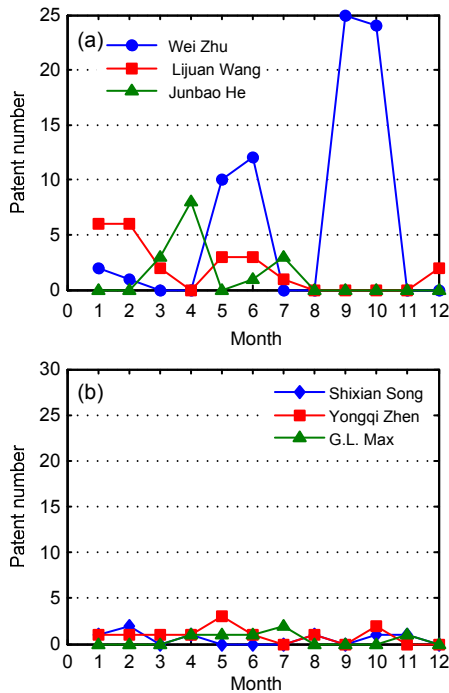 25
(a)
Wei Zhu
Lijuan Wang
Junbao He
20
15
10
5
0
Patent number
0 1 2 3 4 5 6 7 8 9 10 11 12
Month
30
(b)
Shixian Song
Yongqi Zhen
G.L. Max
25
20
15
10
5
0
Patent number
0 1 2 3 4 5 6 7 8 9 10 11 12
Month